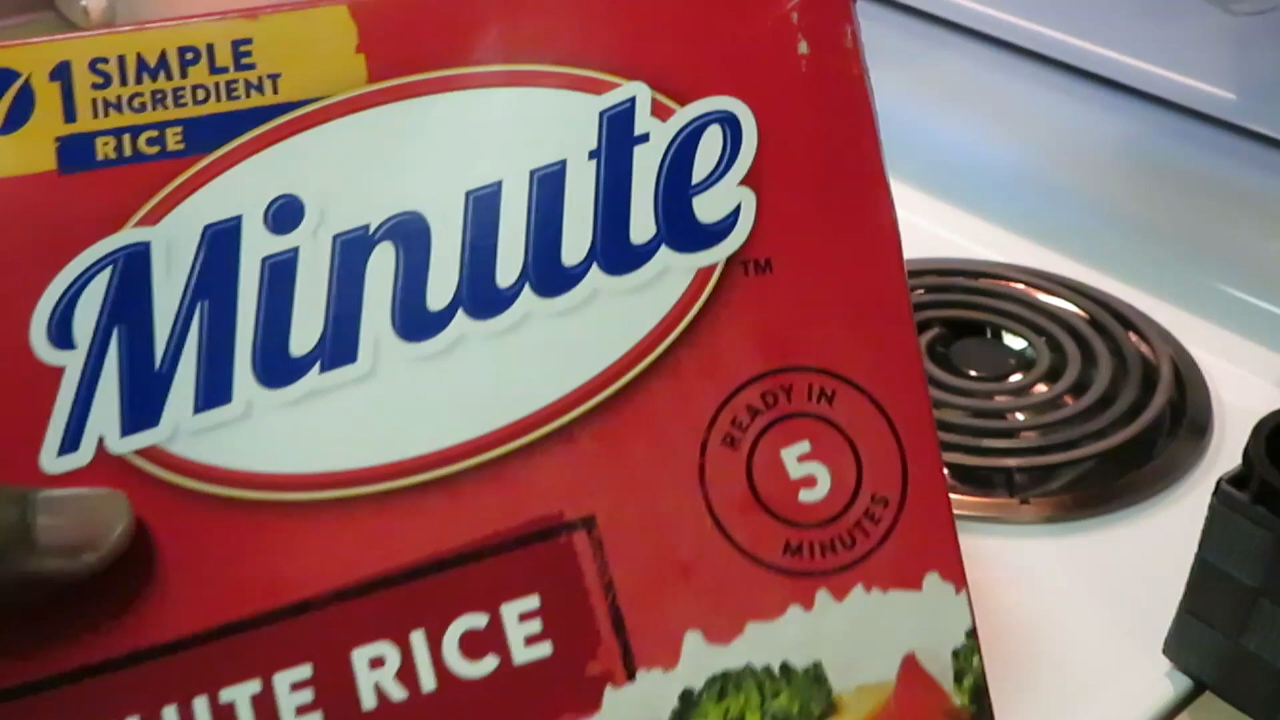 1 SIMPLE
INGREDIENT
RICE
Minute
TM
READY IN
5
MINUTES
RICE